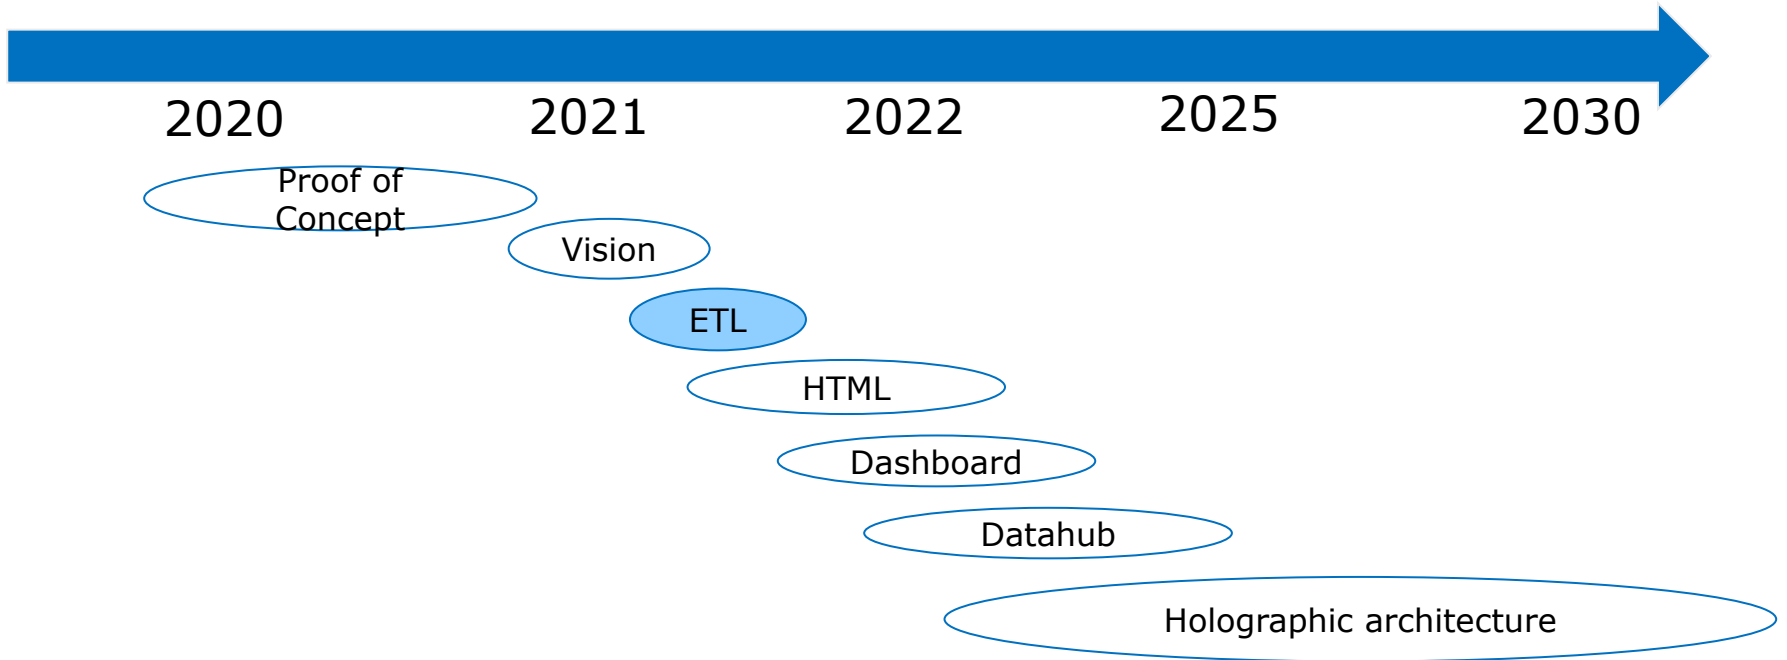 2020 2021 2022 2025 2030
Proof of
Concept
Vision
ETL
HTML
Dashboard
Datahub
Holographic architecture